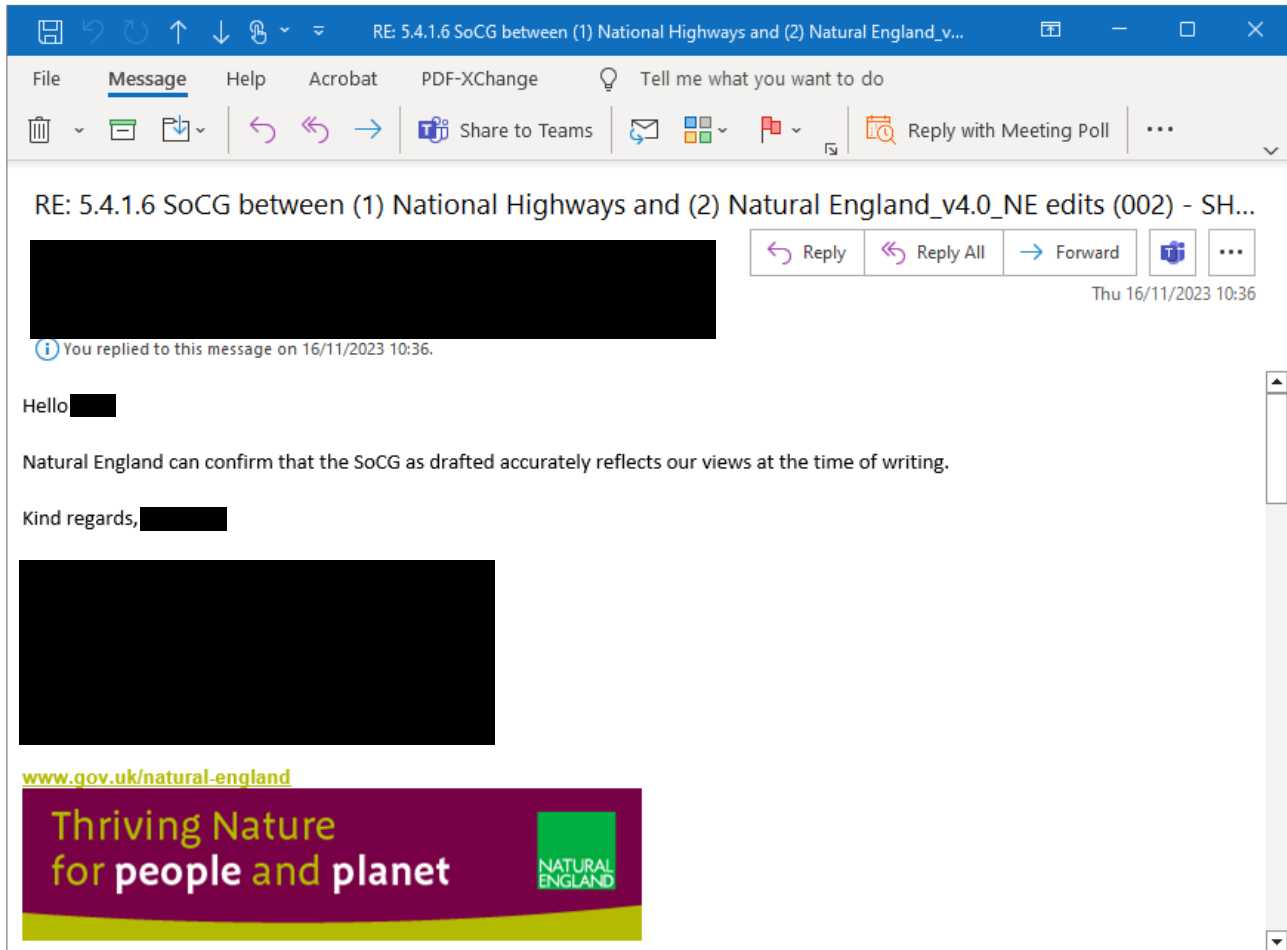 RE: 5.4.1.6 SoCG between (1) National Highways and (2) Natural England_v...
File Message Help Acrobat PDF-XChange Tell me what you want to do
Share to Teams Reply with Meeting Poll
RE: 5.4.1.6 SoCG between (1) National Highways and (2) Natural England_v4.0_NE edits (002) - SH...
Reply Reply All Forward
Thu 16/11/2023 10:36
You replied to this message on 16/11/2023 10:36.
Hello
Natural England can confirm that the SoCG as drafted accurately reflects our views at the time of writing.
Kind regards,
www.gov.uk/natural-england
Thriving Nature
for people and planet
NATURAL
ENGLAND